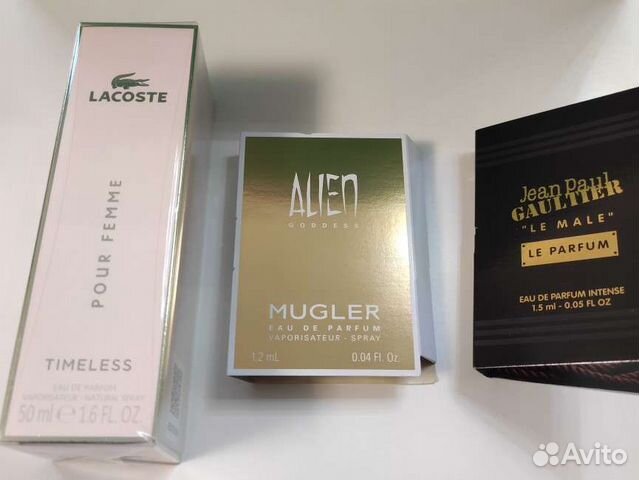 LACOSTE
POUR FEMME
TIMELESS
EAU DE PARFUM
VAPORISATEUR - NATURAL SPRAY
50 ml e 1.6 FL. OZ.
ALIEN
GODDESS
MUGLER
EAU DE PARFUM
VAPORISATEUR - SPRAY
1.2 mL 0.04 Fl. Oz.
Jean Paul
GAULTIER
"LE MALE"
LE PARFUM
EAU DE PARFUM INTENSE
1.5 ml - 0.05 FL OZ
Avito